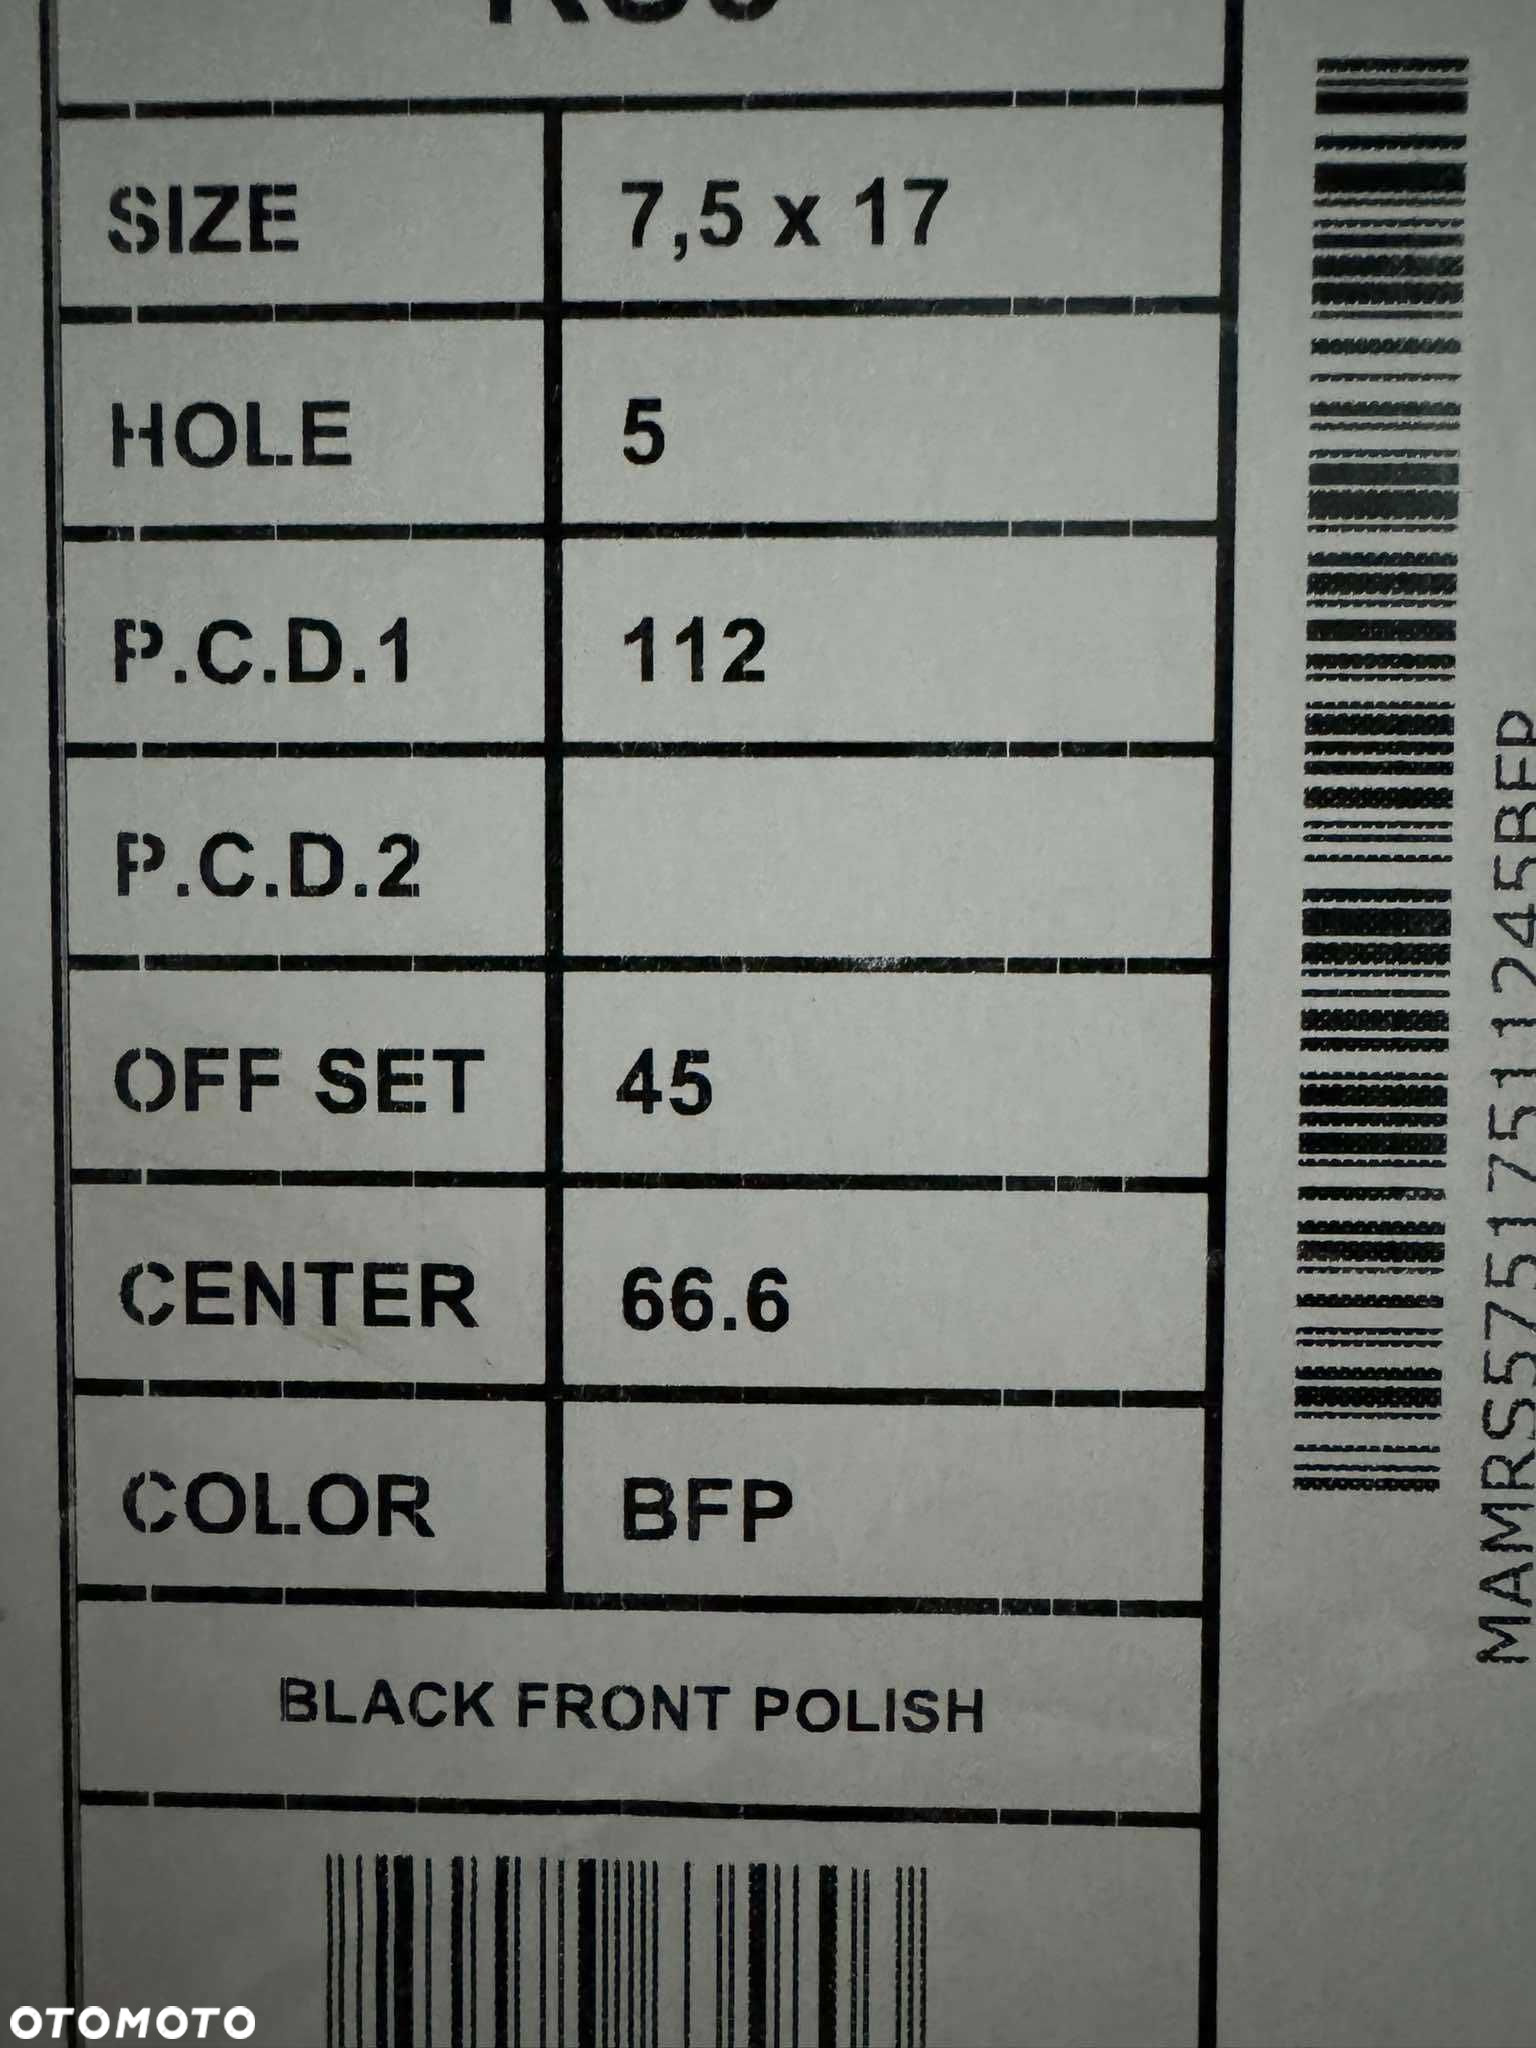 SIZE 7,5 x 17
HOLE 5
P.C.D.1 112
P.C.D.2
OFF SET 45
CENTER 66.6
COLOR BFP
BLACK FRONT POLISH
MAMRS57517511245BFP
OTOMOTO